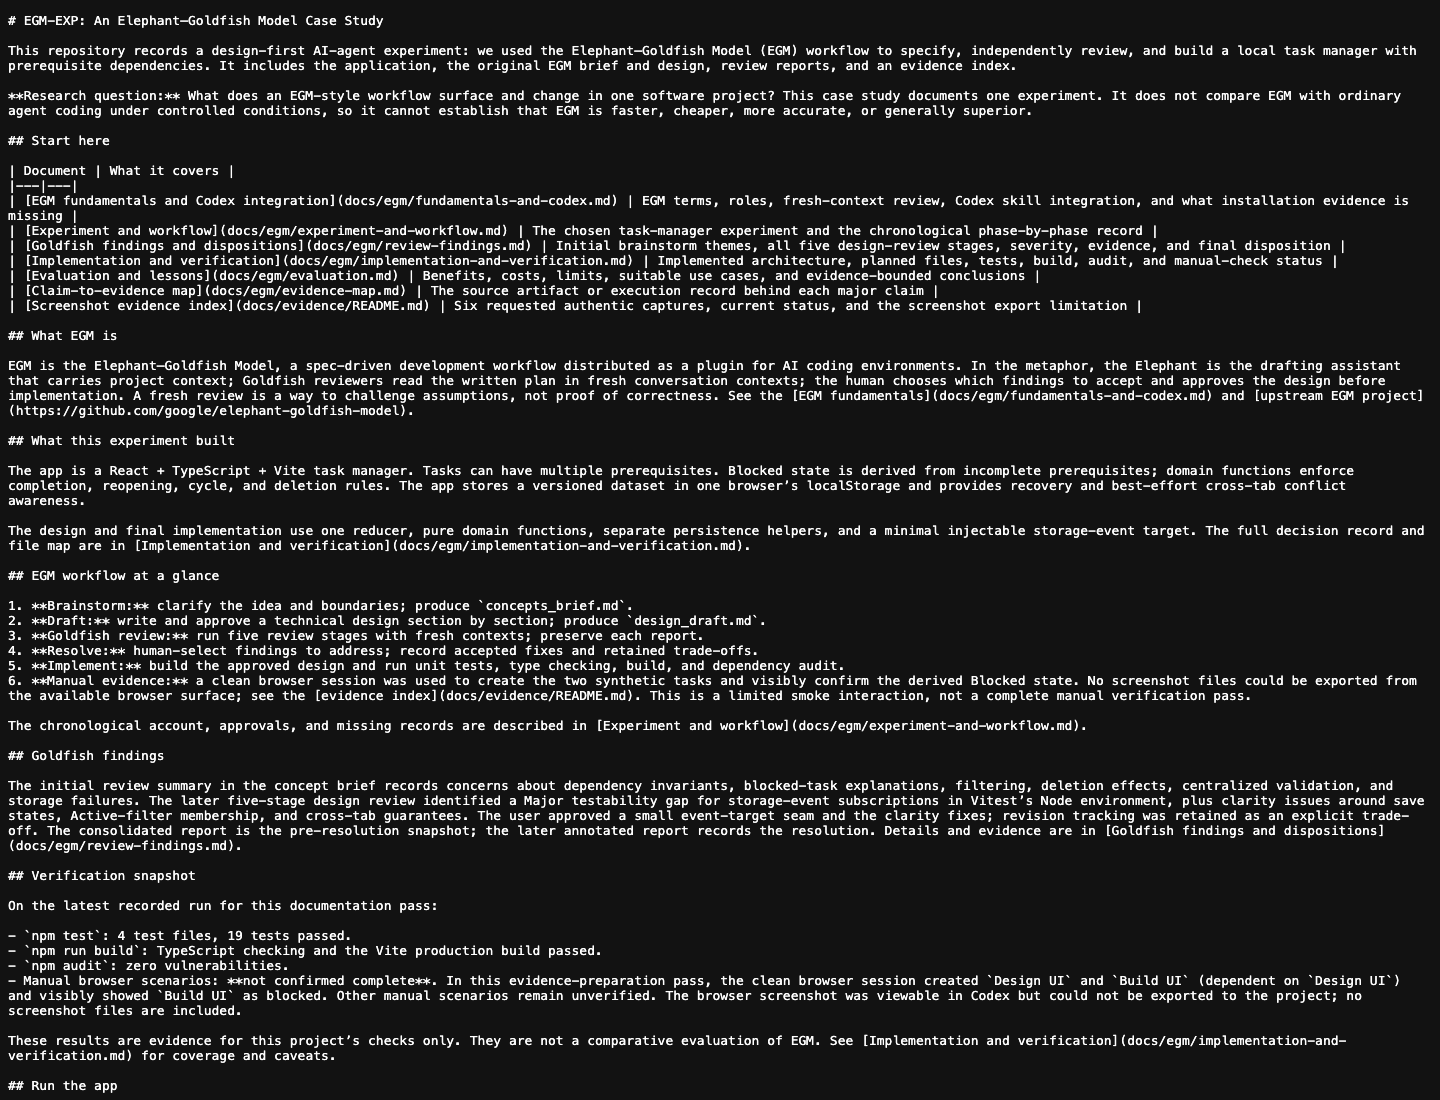 # EGM-EXP: An Elephant–Goldfish Model Case Study
This repository records a design-first AI-agent experiment: we used the Elephant–Goldfish Model (EGM) workflow to specify, independently review, and build a local task manager with
prerequisite dependencies. It includes the application, the original EGM brief and design, review reports, and an evidence index.
**Research question:** What does an EGM-style workflow surface and change in one software project? This case study documents one experiment. It does not compare EGM with ordinary
agent coding under controlled conditions, so it cannot establish that EGM is faster, cheaper, more accurate, or generally superior.
## Start here
| Document | What it covers |
|---|---|
| [EGM fundamentals and Codex integration](docs/egm/fundamentals-and-codex.md) | EGM terms, roles, fresh-context review, Codex skill integration, and what installation evidence is
missing |
| [Experiment and workflow](docs/egm/experiment-and-workflow.md) | The chosen task-manager experiment and the chronological phase-by-phase record |
| [Goldfish findings and dispositions](docs/egm/review-findings.md) | Initial brainstorm themes, all five design-review stages, severity, evidence, and final disposition |
| [Implementation and verification](docs/egm/implementation-and-verification.md) | Implemented architecture, planned files, tests, build, audit, and manual-check status |
| [Evaluation and lessons](docs/egm/evaluation.md) | Benefits, costs, limits, suitable use cases, and evidence-bounded conclusions |
| [Claim-to-evidence map](docs/egm/evidence-map.md) | The source artifact or execution record behind each major claim |
| [Screenshot evidence index](docs/evidence/README.md) | Six requested authentic captures, current status, and the screenshot export limitation |
## What EGM is
EGM is the Elephant–Goldfish Model, a spec-driven development workflow distributed as a plugin for AI coding environments. In the metaphor, the Elephant is the drafting assistant
that carries project context; Goldfish reviewers read the written plan in fresh conversation contexts; the human chooses which findings to accept and approves the design before
implementation. A fresh review is a way to challenge assumptions, not proof of correctness. See the [EGM fundamentals](docs/egm/fundamentals-and-codex.md) and [upstream EGM project]
(https://github.com/google/elephant-goldfish-model).
## What this experiment built
The app is a React + TypeScript + Vite task manager. Tasks can have multiple prerequisites. Blocked state is derived from incomplete prerequisites; domain functions enforce
completion, reopening, cycle, and deletion rules. The app stores a versioned dataset in one browser’s localStorage and provides recovery and best-effort cross-tab conflict
awareness.
The design and final implementation use one reducer, pure domain functions, separate persistence helpers, and a minimal injectable storage-event target. The full decision record and
file map are in [Implementation and verification](docs/egm/implementation-and-verification.md).
## EGM workflow at a glance
1. **Brainstorm:** clarify the idea and boundaries; produce `concepts_brief.md`.
2. **Draft:** write and approve a technical design section by section; produce `design_draft.md`.
3. **Goldfish review:** run five review stages with fresh contexts; preserve each report.
4. **Resolve:** human-select findings to address; record accepted fixes and retained trade-offs.
5. **Implement:** build the approved design and run unit tests, type checking, build, and dependency audit.
6. **Manual evidence:** a clean browser session was used to create the two synthetic tasks and visibly confirm the derived Blocked state. No screenshot files could be exported from
the available browser surface; see the [evidence index](docs/evidence/README.md). This is a limited smoke interaction, not a complete manual verification pass.
The chronological account, approvals, and missing records are described in [Experiment and workflow](docs/egm/experiment-and-workflow.md).
## Goldfish findings
The initial review summary in the concept brief records concerns about dependency invariants, blocked-task explanations, filtering, deletion effects, centralized validation, and
storage failures. The later five-stage design review identified a Major testability gap for storage-event subscriptions in Vitest’s Node environment, plus clarity issues around save
states, Active-filter membership, and cross-tab guarantees. The user approved a small event-target seam and the clarity fixes; revision tracking was retained as an explicit trade-
off. The consolidated report is the pre-resolution snapshot; the later annotated report records the resolution. Details and evidence are in [Goldfish findings and dispositions]
(docs/egm/review-findings.md).
## Verification snapshot
On the latest recorded run for this documentation pass:
- `npm test`: 4 test files, 19 tests passed.
- `npm run build`: TypeScript checking and the Vite production build passed.
- `npm audit`: zero vulnerabilities.
- Manual browser scenarios: **not confirmed complete**. In this evidence-preparation pass, the clean browser session created `Design UI` and `Build UI` (dependent on `Design UI`)
and visibly showed `Build UI` as blocked. Other manual scenarios remain unverified. The browser screenshot was viewable in Codex but could not be exported to the project; no
screenshot files are included.
These results are evidence for this project’s checks only. They are not a comparative evaluation of EGM. See [Implementation and verification](docs/egm/implementation-and-
verification.md) for coverage and caveats.
## Run the app